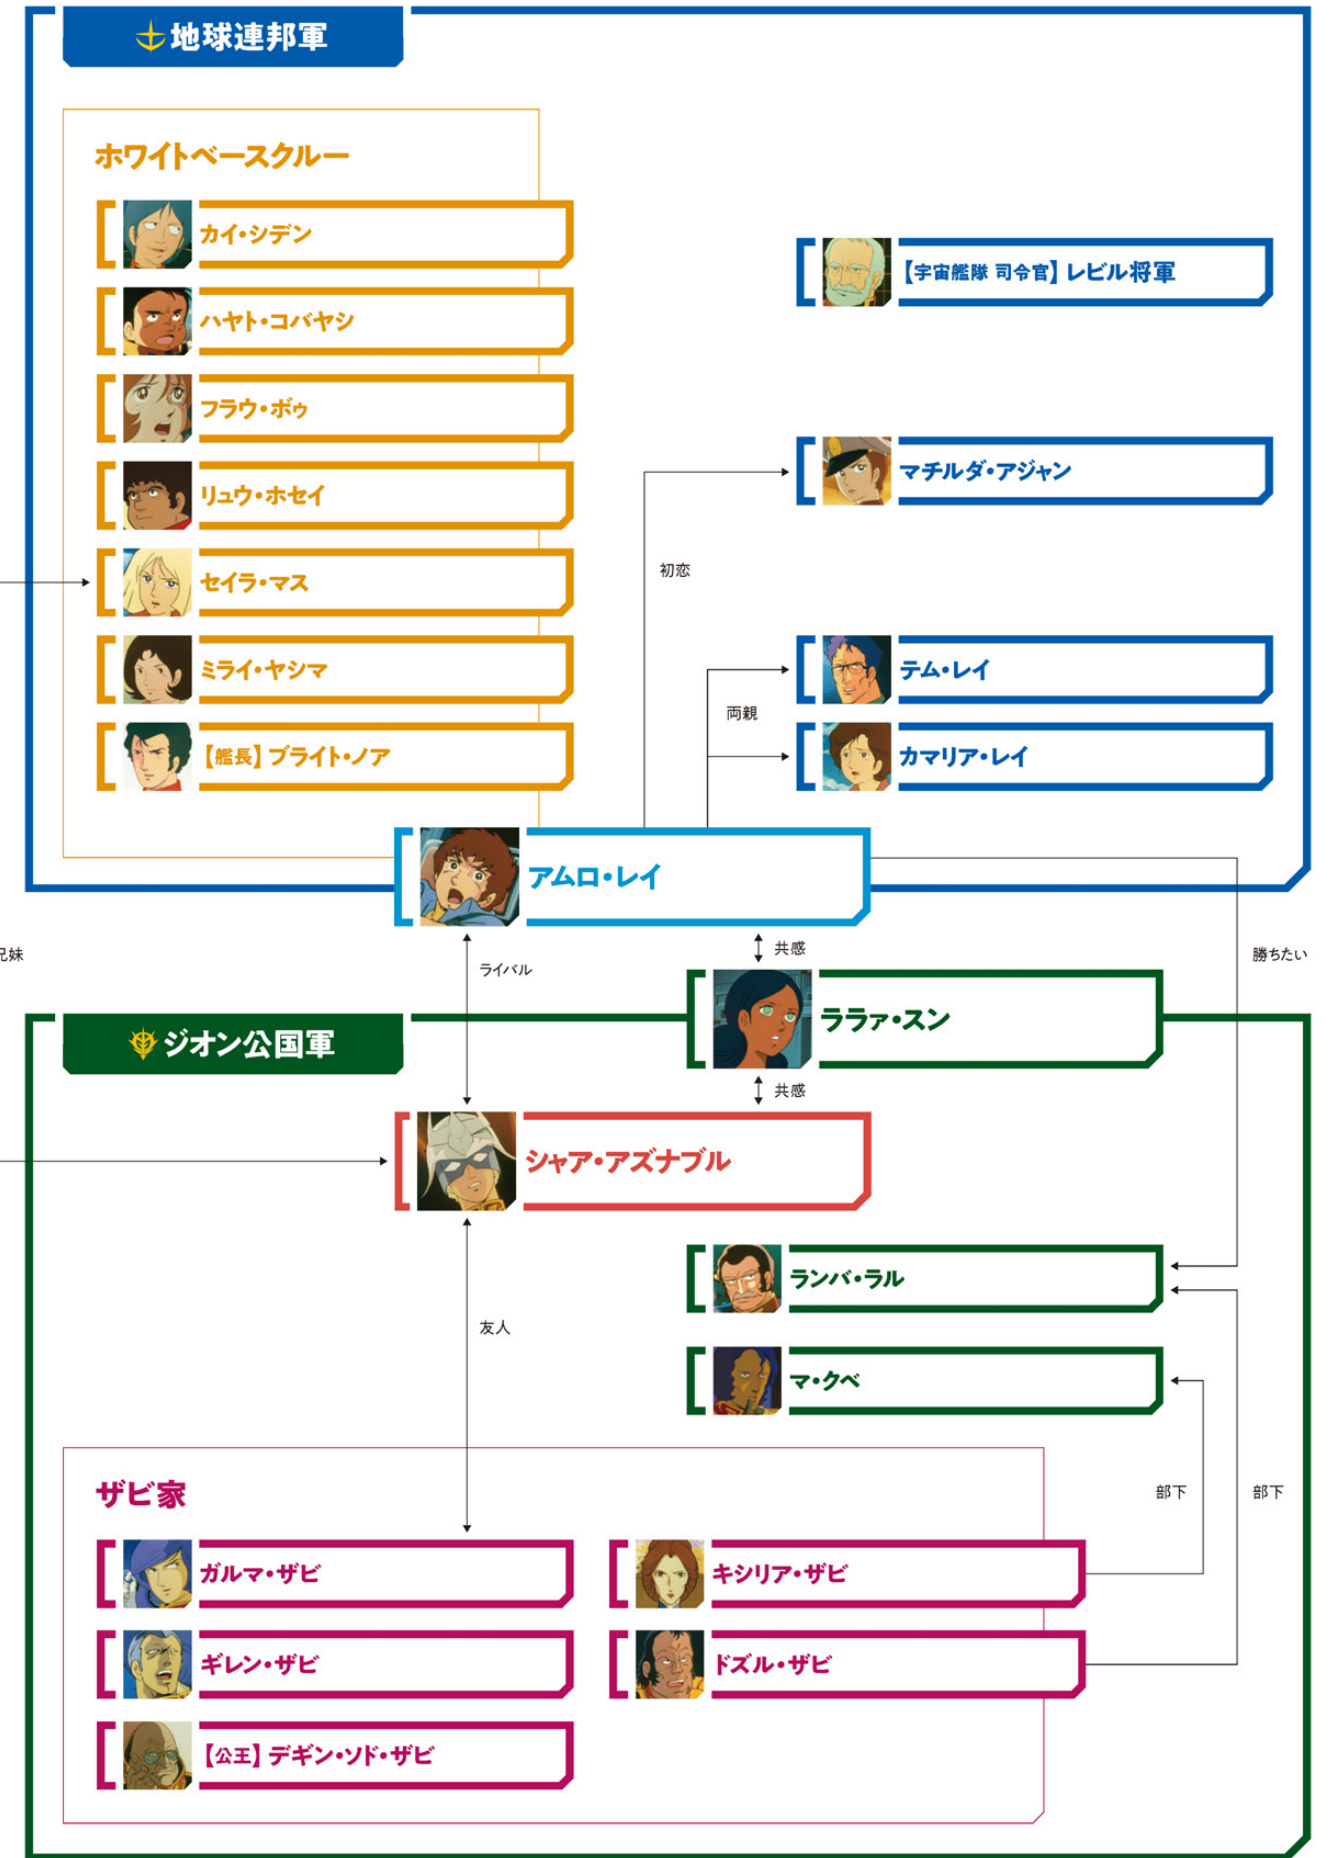 地球連邦軍
ホワイトベースクルー
カイ・シデン
【宇宙艦隊 司令官】レビル将軍
ハヤト・コバヤシ
フラウ・ボゥ
マチルダ・アジャン
リュウ・ホセイ
初恋
セイラ・マス
ミライ・ヤシマ
テム・レイ
両親
【艦長】ブライト・ノア
カマリア・レイ
アムロ・レイ
兄妹
ライバル
共感
勝ちたい
ララァ・スン
ジオン公国軍
共感
シャア・アズナブル
ランバ・ラル
友人
マ・クベ
ザビ家
部下
部下
ガルマ・ザビ
キシリア・ザビ
ギレン・ザビ
ドズル・ザビ
【公王】デギン・ソド・ザビ